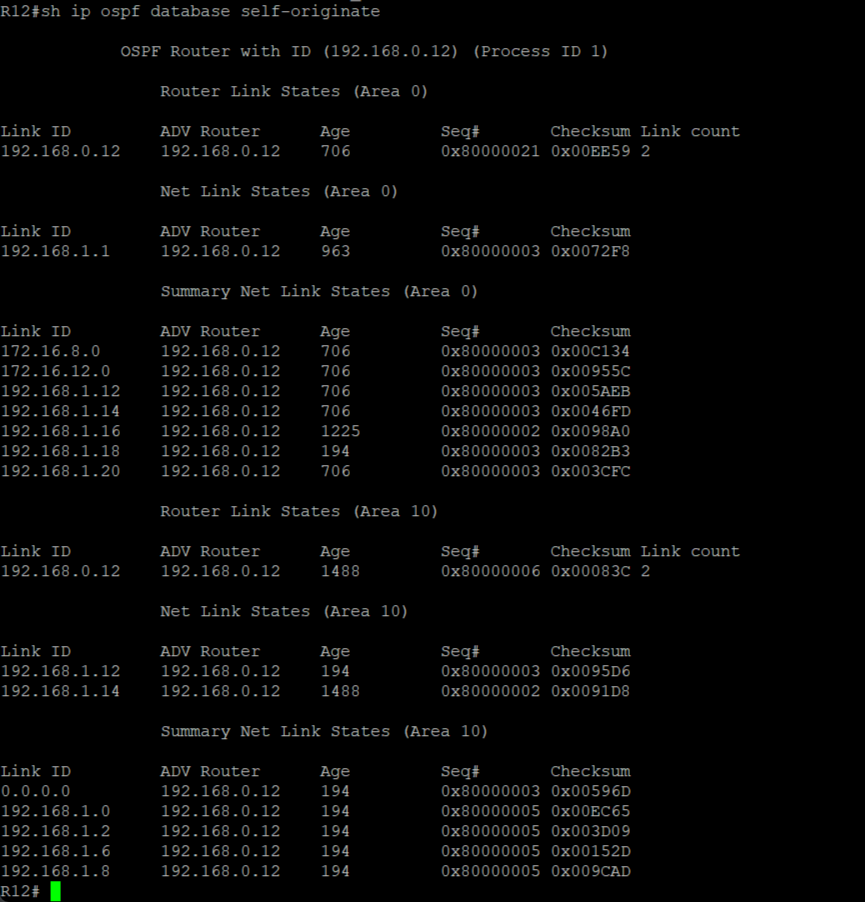 R12#sh ip ospf database self-originate
OSPF Router with ID (192.168.0.12) (Process ID 1)
Router Link States (Area 0)
Link ID ADV Router Age Seq# Checksum Link count
192.168.0.12 192.168.0.12 706 0x80000021 0x00EE59 2
Net Link States (Area 0)
Link ID ADV Router Age Seq# Checksum
192.168.1.1 192.168.0.12 963 0x80000003 0x0072F8
Summary Net Link States (Area 0)
Link ID ADV Router Age Seq# Checksum
172.16.8.0 192.168.0.12 706 0x80000003 0x00C134
172.16.12.0 192.168.0.12 706 0x80000003 0x00955C
192.168.1.12 192.168.0.12 706 0x80000003 0x005AEB
192.168.1.14 192.168.0.12 706 0x80000003 0x0046FD
192.168.1.16 192.168.0.12 1225 0x80000002 0x0098A0
192.168.1.18 192.168.0.12 194 0x80000003 0x0082B3
192.168.1.20 192.168.0.12 706 0x80000003 0x003CFC
Router Link States (Area 10)
Link ID ADV Router Age Seq# Checksum Link count
192.168.0.12 192.168.0.12 1488 0x80000006 0x00083C 2
Net Link States (Area 10)
Link ID ADV Router Age Seq# Checksum
192.168.1.12 192.168.0.12 194 0x80000003 0x0095D6
192.168.1.14 192.168.0.12 1488 0x80000002 0x0091D8
Summary Net Link States (Area 10)
Link ID ADV Router Age Seq# Checksum
0.0.0.0 192.168.0.12 194 0x80000003 0x00596D
192.168.1.0 192.168.0.12 194 0x80000005 0x00EC65
192.168.1.2 192.168.0.12 194 0x80000005 0x003D09
192.168.1.6 192.168.0.12 194 0x80000005 0x00152D
192.168.1.8 192.168.0.12 194 0x80000005 0x009CAD
R12#